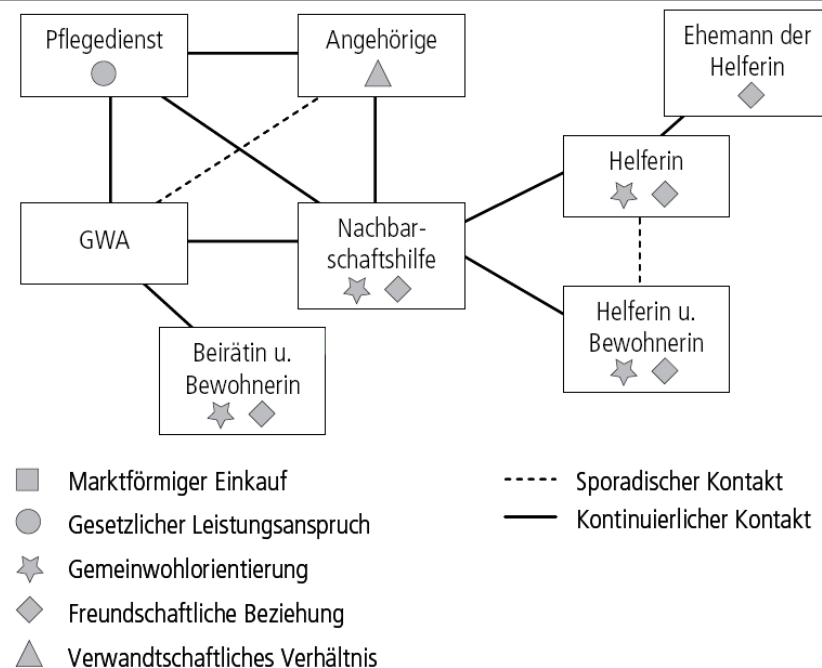 Pflegedienst
Angehörige
Ehemann der
Helferin
Helferin
GWA
Nachbar-
schaftshilfe
Helferin u.
Bewohnerin
Beirätin u.
Bewohnerin
Marktförmiger Einkauf
Gesetzlicher Leistungsanspruch
Gemeinwohlorientierung
Freundschaftliche Beziehung
Verwandtschaftliches Verhältnis
Sporadischer Kontakt
Kontinuierlicher Kontakt